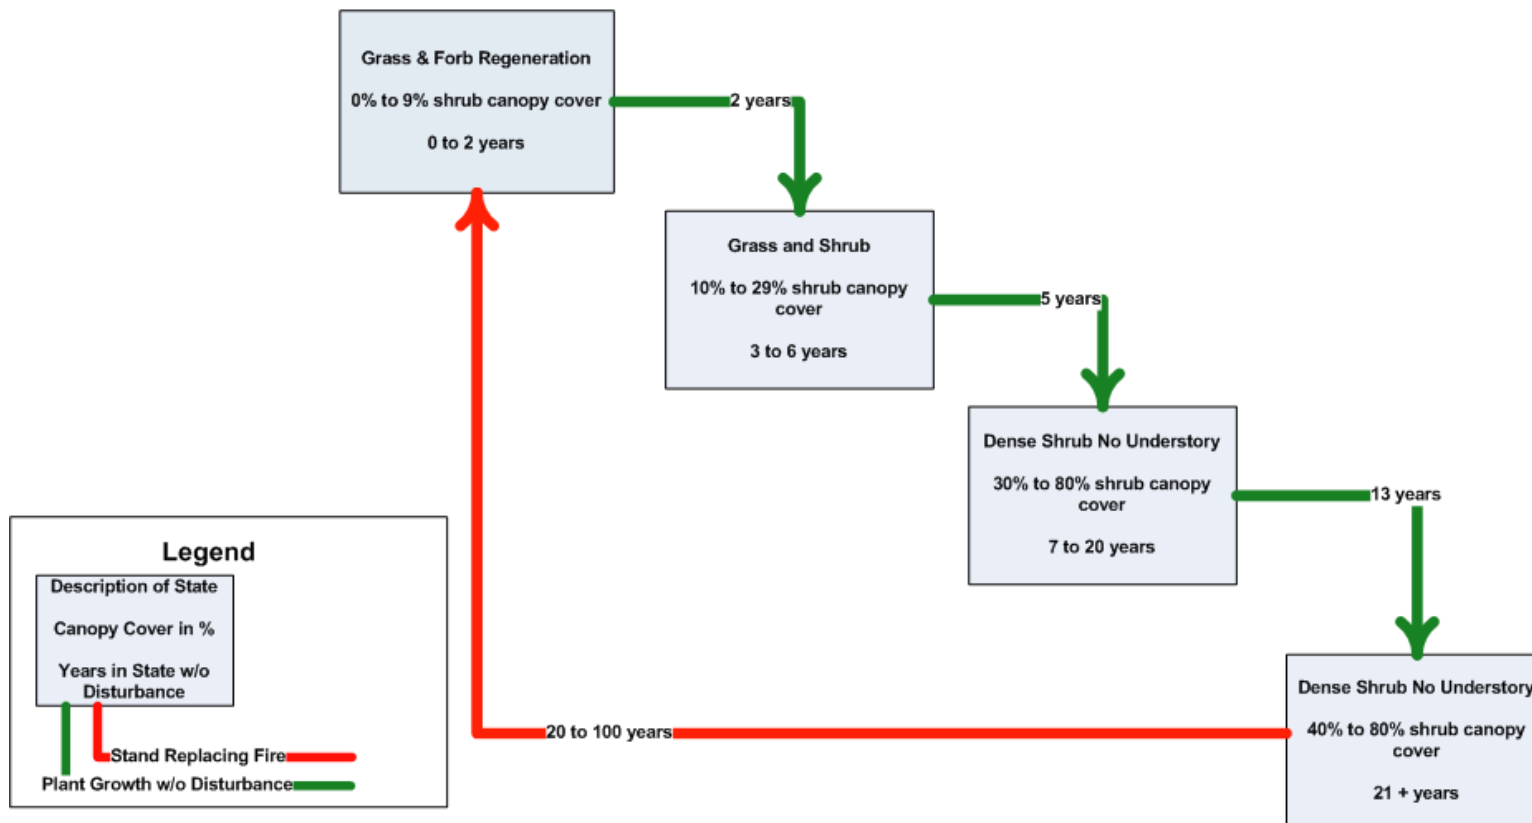 Grass & Forb Regeneration
0% to 9% shrub canopy cover
0 to 2 years
2 years
Grass and Shrub
10% to 29% shrub canopy
cover
3 to 6 years
5 years
Dense Shrub No Understory
30% to 80% shrub canopy
cover
7 to 20 years
13 years
Dense Shrub No Understory
40% to 80% shrub canopy
cover
21 + years
20 to 100 years
Legend
Description of State
Canopy Cover in %
Years in State w/o
Disturbance
Stand Replacing Fire
Plant Growth w/o Disturbance